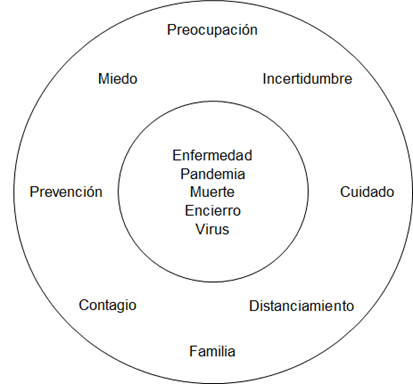 Preocupación
Miedo
Incertidumbre
Enfermedad
Pandemia
Muerte
Encierro
Virus
Prevención
Cuidado
Contagio
Distanciamiento
Familia